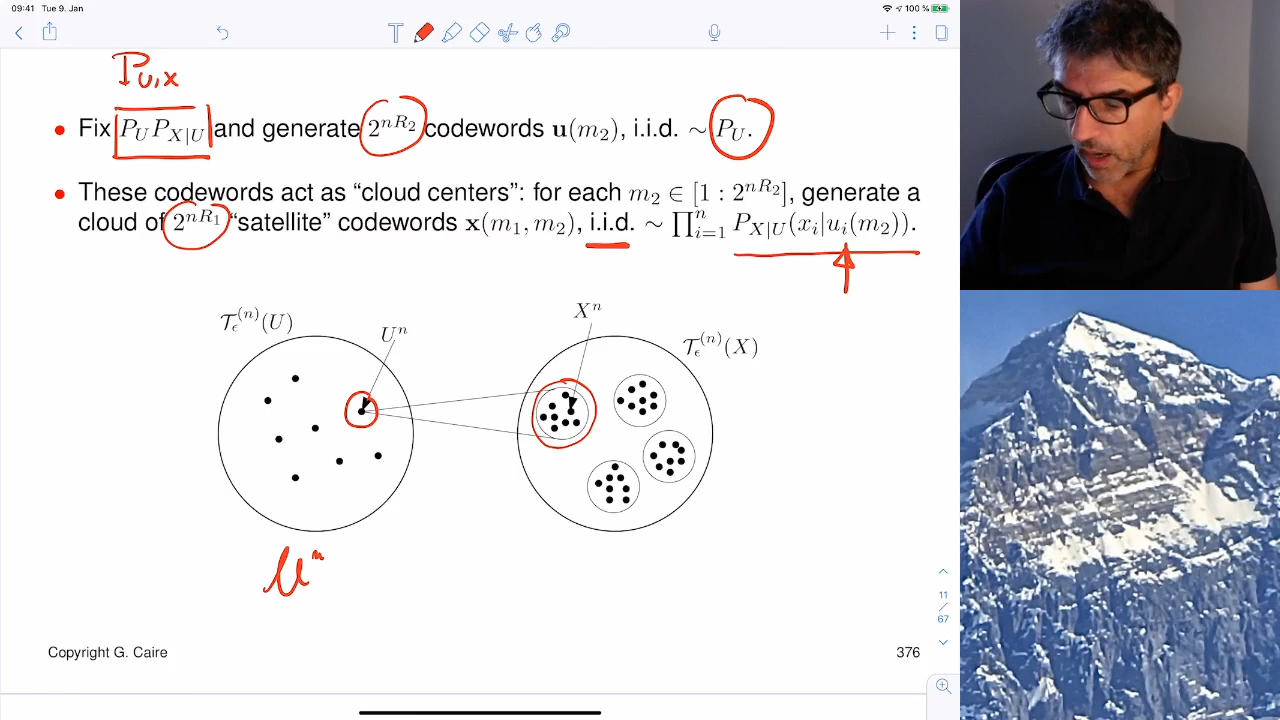 09:41 Tue 9. Jan 100 %
P_{U,X}
• Fix P_U P_{X|U} and generate 2^{nR_2} codewords u(m_2), i.i.d. ∼ P_U.
• These codewords act as “cloud centers”: for each m_2 ∈ [1 : 2^{nR_2}], generate a
cloud of 2^{nR_1} “satellite” codewords x(m_1, m_2), i.i.d. ∼ ∏_{i=1}^{n} P_{X|U}(x_i|u_i(m_2)).
T_ϵ^{(n)}(U)
U^n
X^n
T_ϵ^{(n)}(X)
U^n
11
/
67
Copyright G. Caire 376